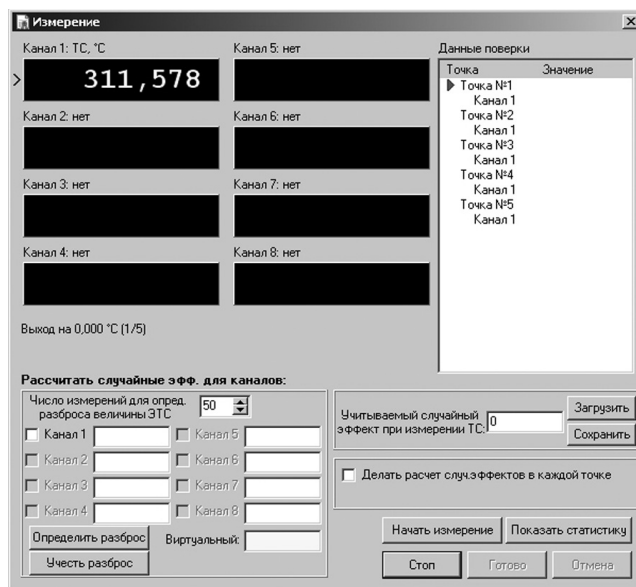 Измерение
Канал 1: ТС, °С
Канал 5: нет
Данные поверки
311,578
Точка Значение
Точка №1
Канал 1
Точка №2
Канал 1
Точка №3
Канал 1
Точка №4
Канал 1
Точка №5
Канал 1
Канал 2: нет
Канал 6: нет
Канал 3: нет
Канал 7: нет
Канал 4: нет
Канал 8: нет
Выход на 0,000 °С (1/5)
Рассчитать случайные эфф. для каналов:
Число измерений для опред.
разброса величины ЭТС
50
Канал 1
Канал 5
Канал 2
Канал 6
Канал 3
Канал 7
Канал 4
Канал 8
Определить разброс
Виртуальный:
Учесть разброс
Учитываемый случайный
эффект при измерении ТС:
0
Загрузить
Сохранить
Делать расчет случ.эффектов в каждой точке
Начать измерение
Показать статистику
Стоп
Готово
Отмена